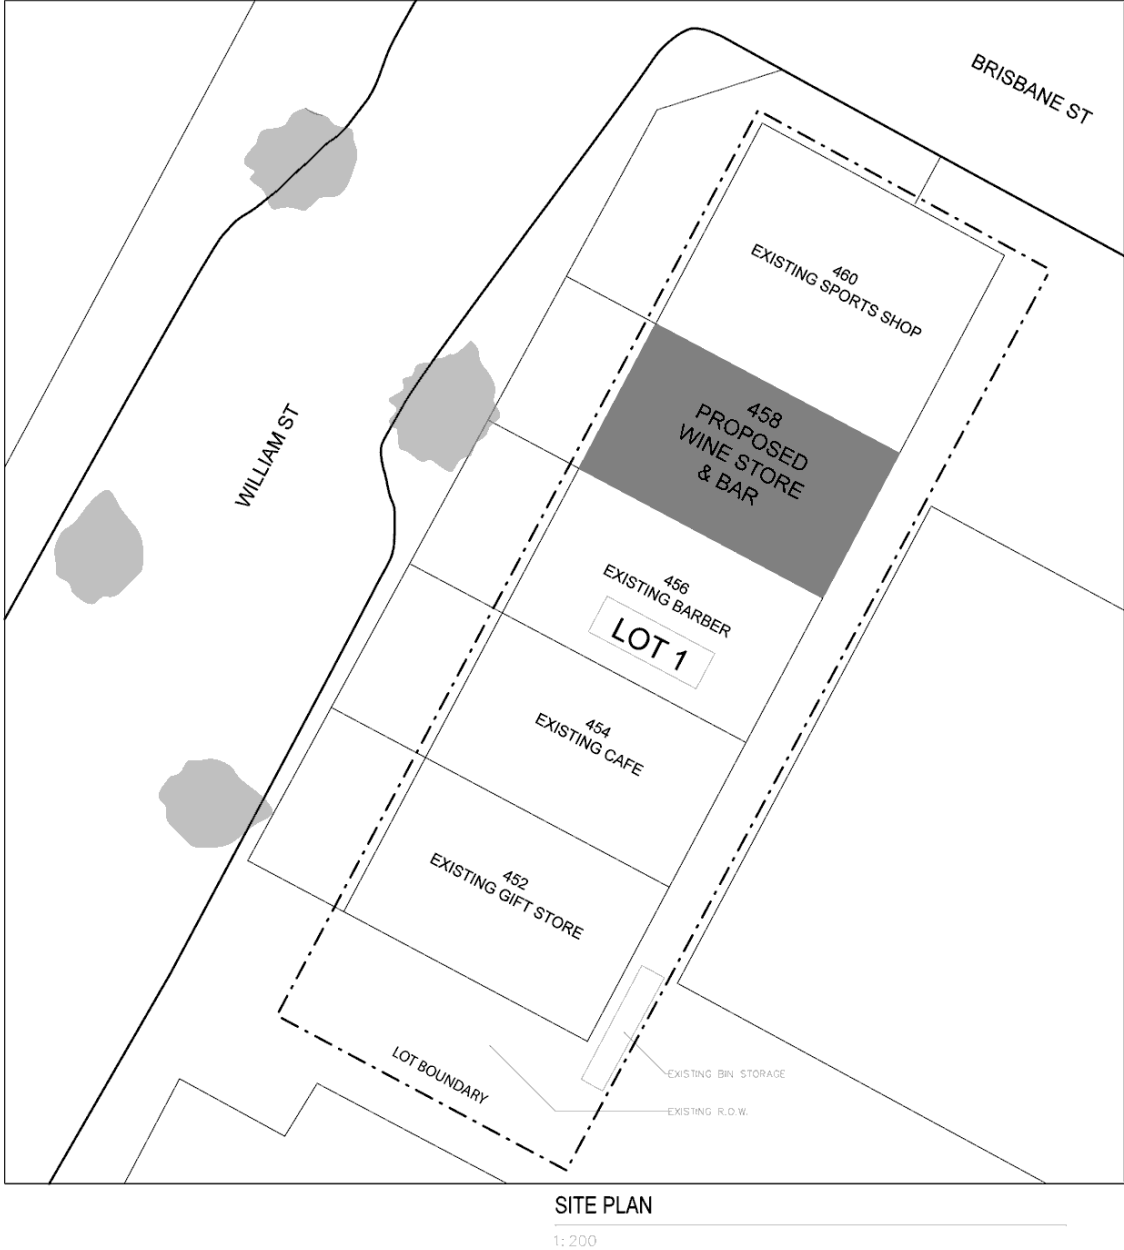 BRISBANE ST
460
EXISTING SPORTS SHOP
458
PROPOSED
WINE STORE
& BAR
WILLIAM ST
456
EXISTING BARBER
LOT 1
454
EXISTING CAFE
452
EXISTING GIFT STORE
LOT BOUNDARY
EXISTING BIN STORAGE
EXISTING R.O.W.
SITE PLAN
1:200